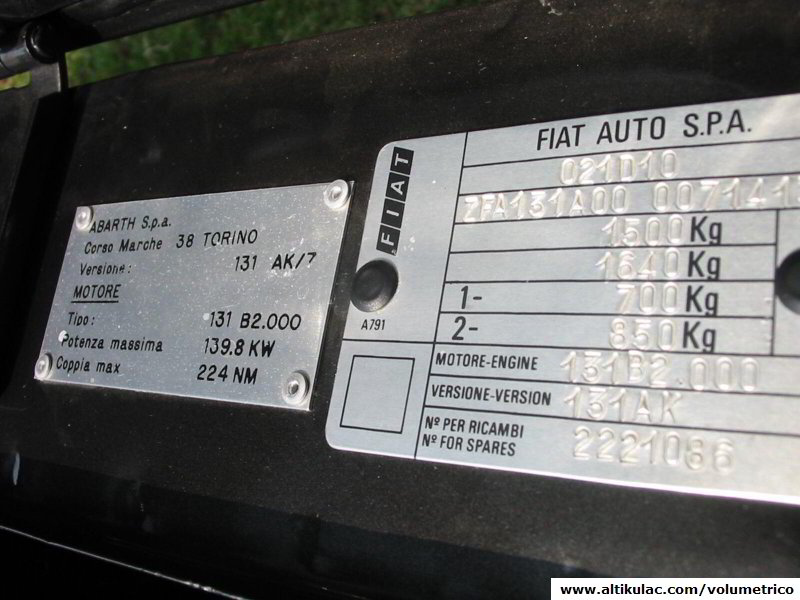 ABARTH S.p.a.
Corso Marche 38 TORINO
Versione: 131 AK/7
MOTORE
Tipo: 131 B2.000
Potenza massima 139.8 KW
Coppia max 224 NM
FIAT
A791
FIAT AUTO S.P.A.
021D10
ZFA131A00 007141
1500 Kg
1640 Kg
1- 700 Kg
2- 850 Kg
MOTORE-ENGINE 131B2.000
VERSIONE-VERSION 131AK
Nº PER RICAMBI
Nº FOR SPARES 2221086
www.altikulac.com/volumetrico